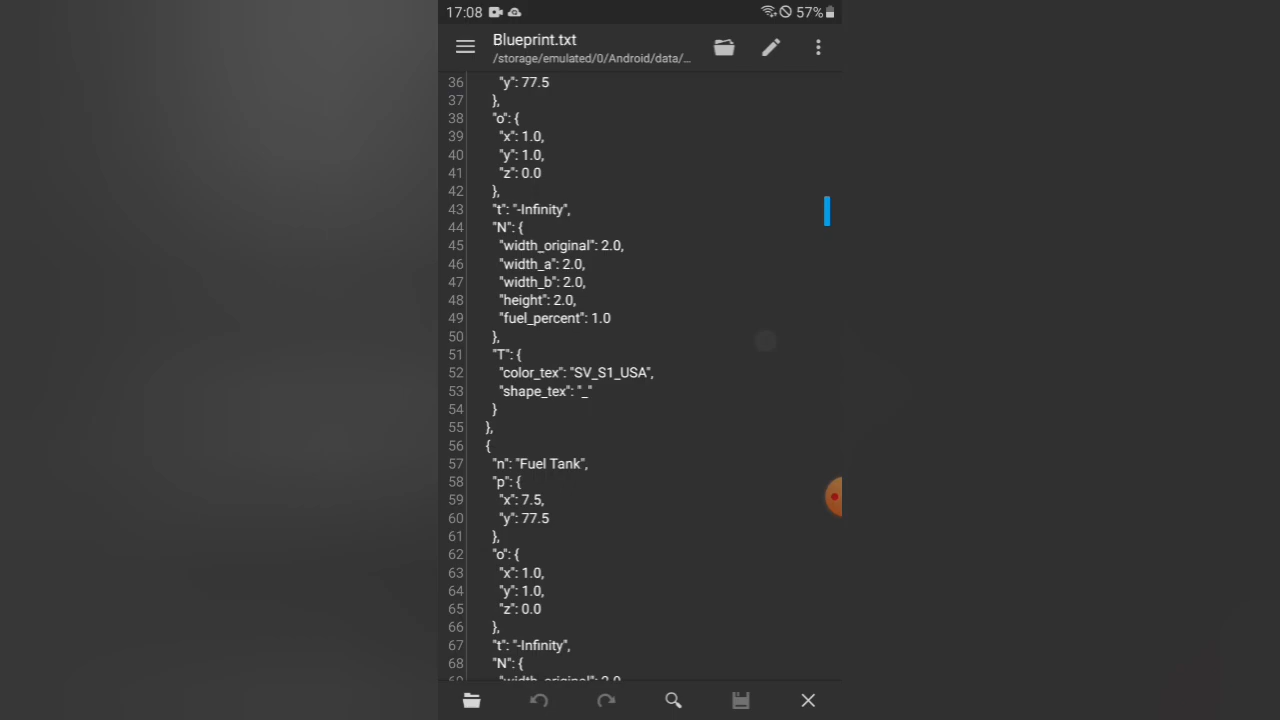 17:08 57%
Blueprint.txt
/storage/emulated/0/Android/data/...
36 "y": 77.5
37 },
38 "o": {
39 "x": 1.0,
40 "y": 1.0,
41 "z": 0.0
42 },
43 "t": "-Infinity",
44 "N": {
45 "width_original": 2.0,
46 "width_a": 2.0,
47 "width_b": 2.0,
48 "height": 2.0,
49 "fuel_percent": 1.0
50 },
51 "T": {
52 "color_tex": "SV_S1_USA",
53 "shape_tex": "_"
54 }
55 },
56 {
57 "n": "Fuel Tank",
58 "p": {
59 "x": 7.5,
60 "y": 77.5
61 },
62 "o": {
63 "x": 1.0,
64 "y": 1.0,
65 "z": 0.0
66 },
67 "t": "-Infinity",
68 "N": {
69 "width_original": 2.0